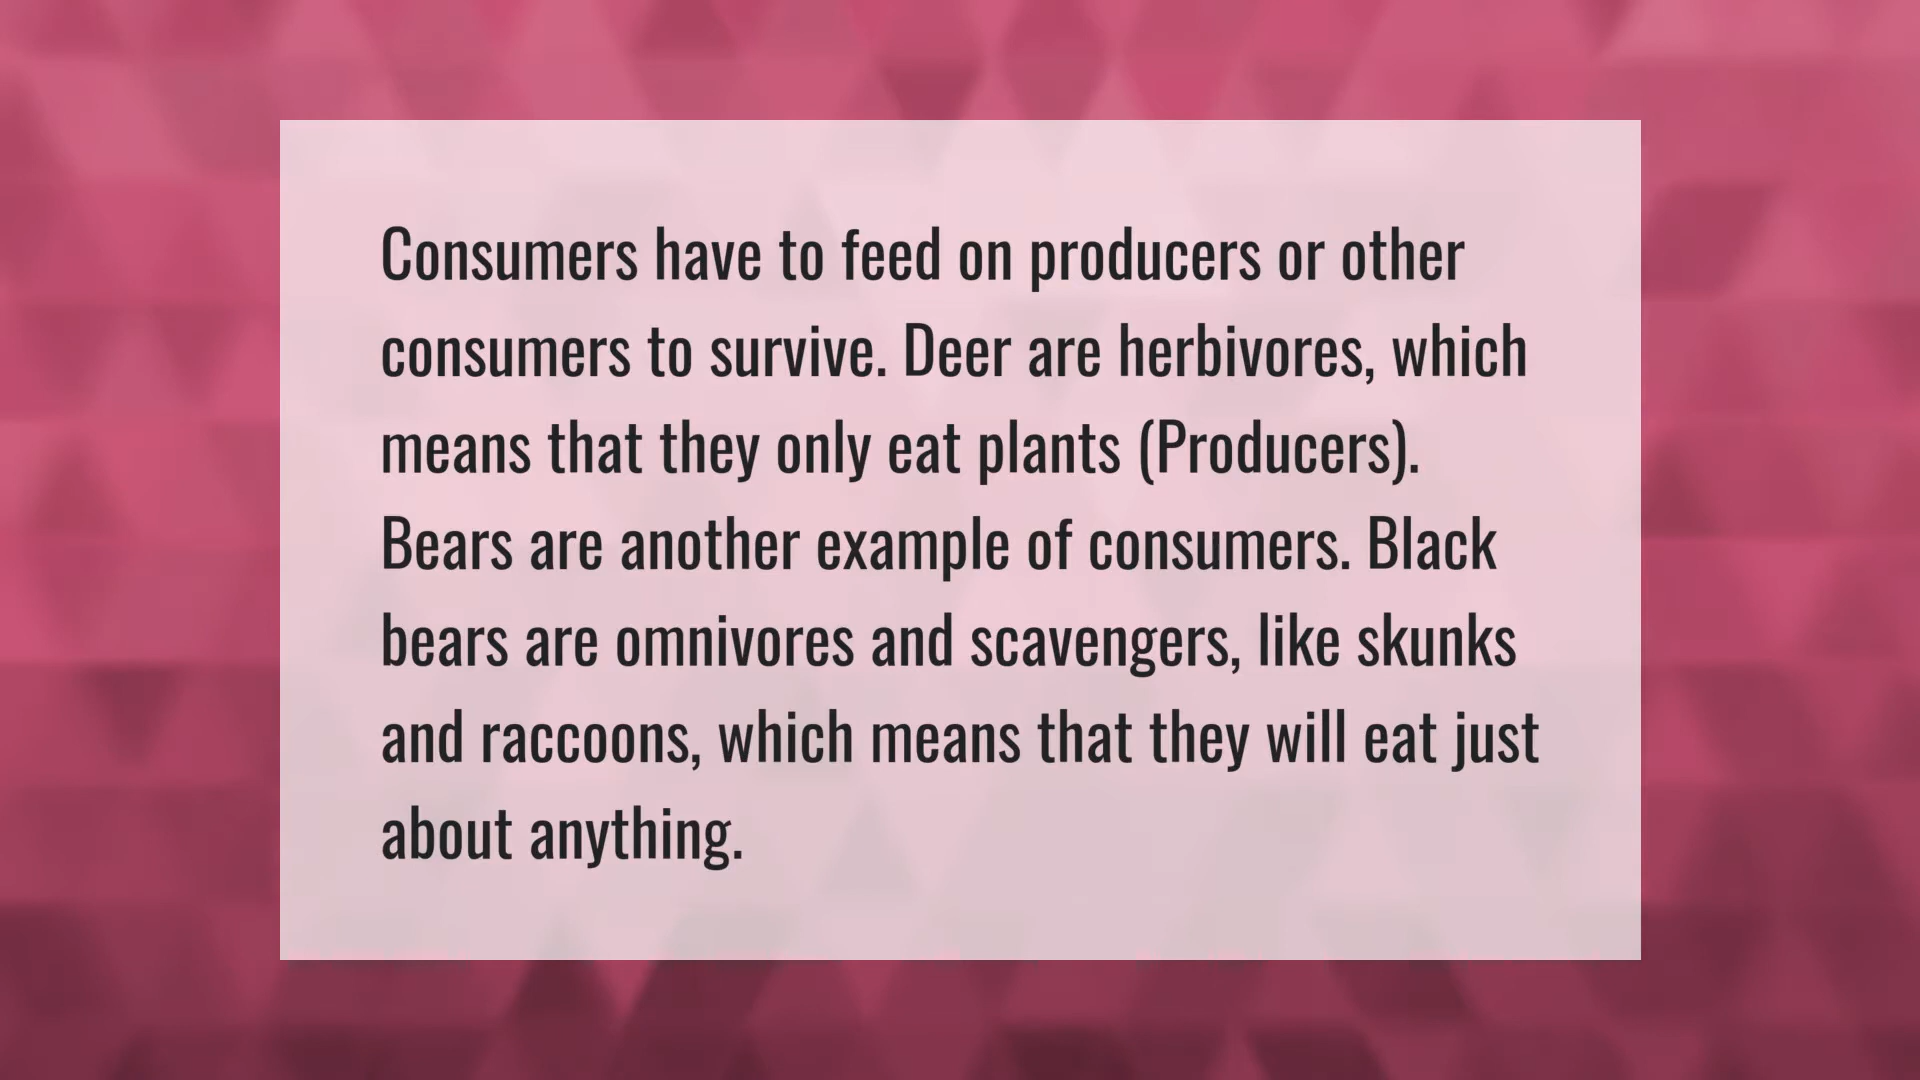 Consumers have to feed on producers or other
consumers to survive. Deer are herbivores, which
means that they only eat plants (Producers).
Bears are another example of consumers. Black
bears are omnivores and scavengers, like skunks
and raccoons, which means that they will eat just
about anything.